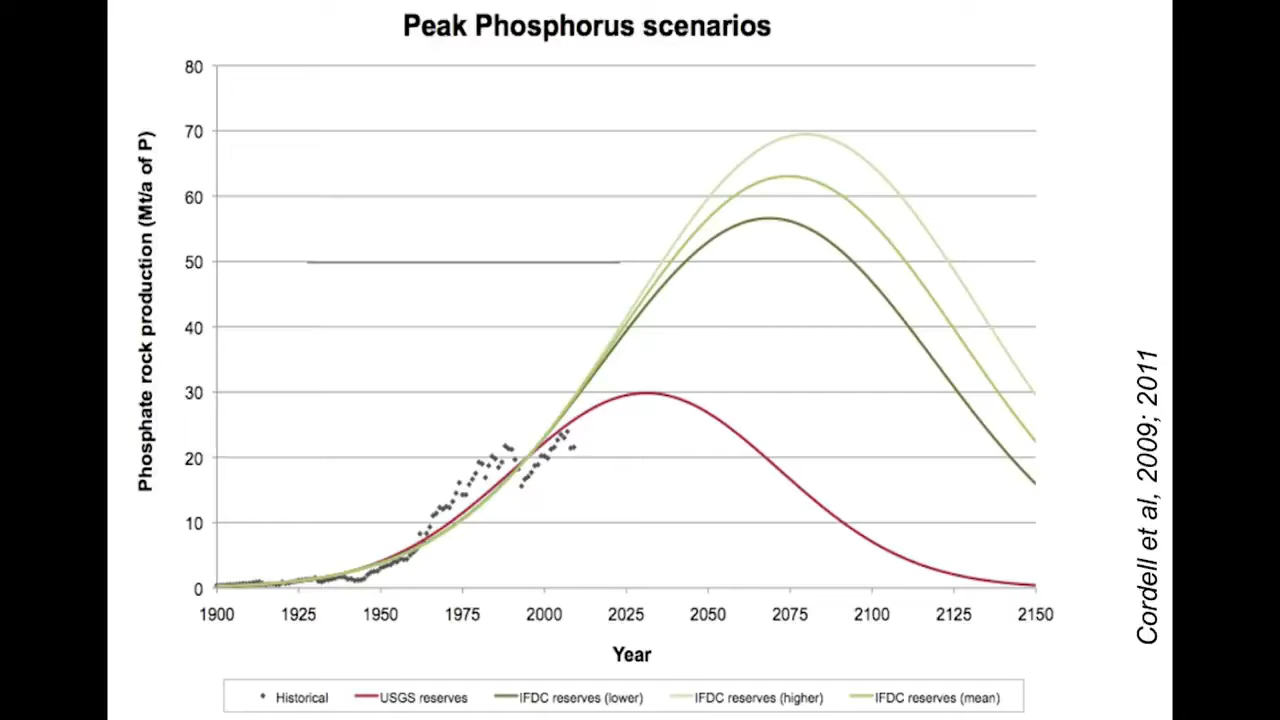 Peak Phosphorus scenarios
80
70
60
50
40
30
20
10
0
Phosphate rock production (Mt/a of P)
1900 1925 1950 1975 2000 2025 2050 2075 2100 2125 2150
Year
Historical USGS reserves IFDC reserves (lower) IFDC reserves (higher) IFDC reserves (mean)
Cordell et al, 2009; 2011